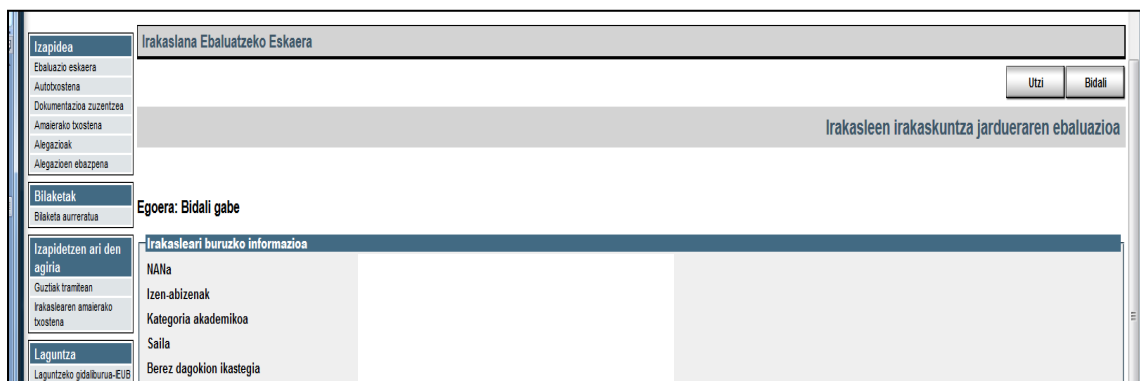 Izapidea
Ebaluazio eskaera
Autotxostena
Dokumentazioa zuzentzea
Amaierako txostena
Alegazioak
Alegazioen ebazpena
Bilaketak
Bilaketa aurreratua
Izapidetzen ari den
agiria
Guztiak tramitean
Irakaslearen amaierako
txostena
Laguntza
Laguntzeko gidaliburua-IEUB
Irakaslana Ebaluatzeko Eskaera
Utzi Bidali
Irakasleen irakaskuntza jardueraren ebaluazioa
Egoera: Bidali gabe
Irakasleari buruzko informazioa
NANa
Izen-abizenak
Kategoria akademikoa
Saila
Berez dagokion ikastegia